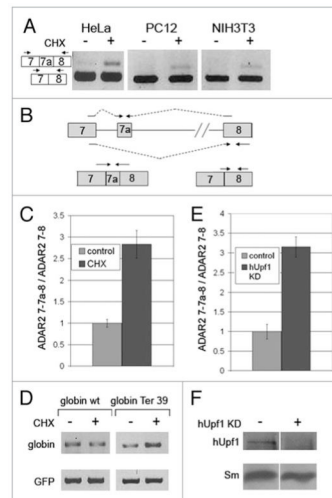 A
HeLa PC12 NIH3T3
CHX - + - + - +
7 7a 8
7 8
B
7 7a 8
7 7a 8 7 8
C
ADAR2 7-7a-8 / ADAR2 7-8
3.5
3
2.5
2
1.5
1
0.5
0
control
CHX
E
ADAR2 7-7a-8 / ADAR2 7-8
4
3.5
3
2.5
2
1.5
1
0.5
0
control
hUpf1
KD
D
globin wt globin Ter 39
CHX - + - +
globin
GFP
F
hUpf1 KD
- +
hUpf1
Sm